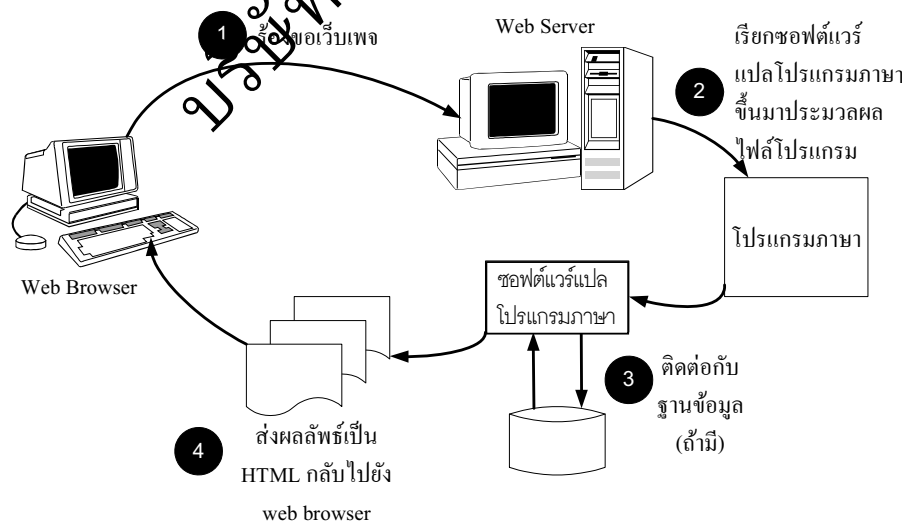 1
ร้องขอเว็บเพจ
Web Server
2
เรียกซอฟต์แวร์
แปลโปรแกรมภาษา
ขึ้นมาประมวลผล
ไฟล์โปรแกรม
โปรแกรมภาษา
Web Browser
ซอฟต์แวร์แปล
โปรแกรมภาษา
3
ติดต่อกับ
ฐานข้อมูล
(ถ้ามี)
4
ส่งผลลัพธ์เป็น
HTML กลับไปยัง
web browser